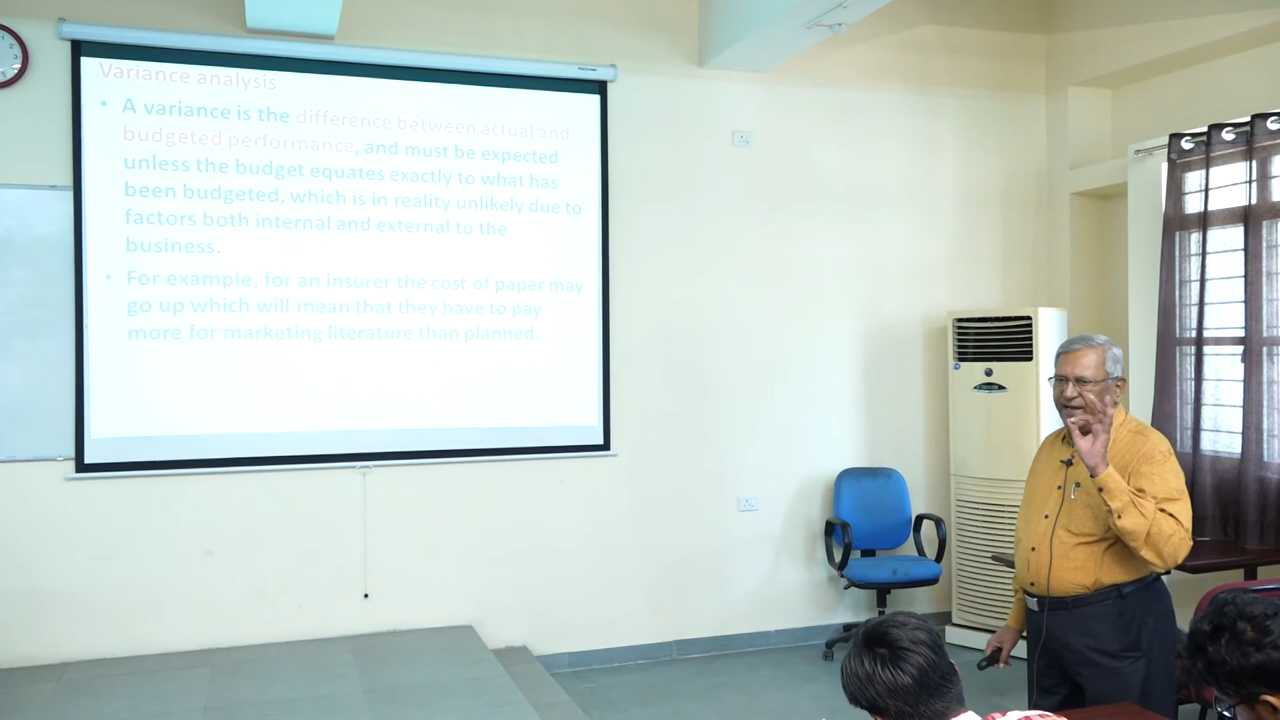 Variance analysis
• A variance is the difference between actual and
budgeted performance, and must be expected
unless the budget equates exactly to what has
been budgeted, which is in reality unlikely due to
factors both internal and external to the
business.
• For example, for an insurer the cost of paper may
go up which will mean that they have to pay
more for marketing literature than planned.